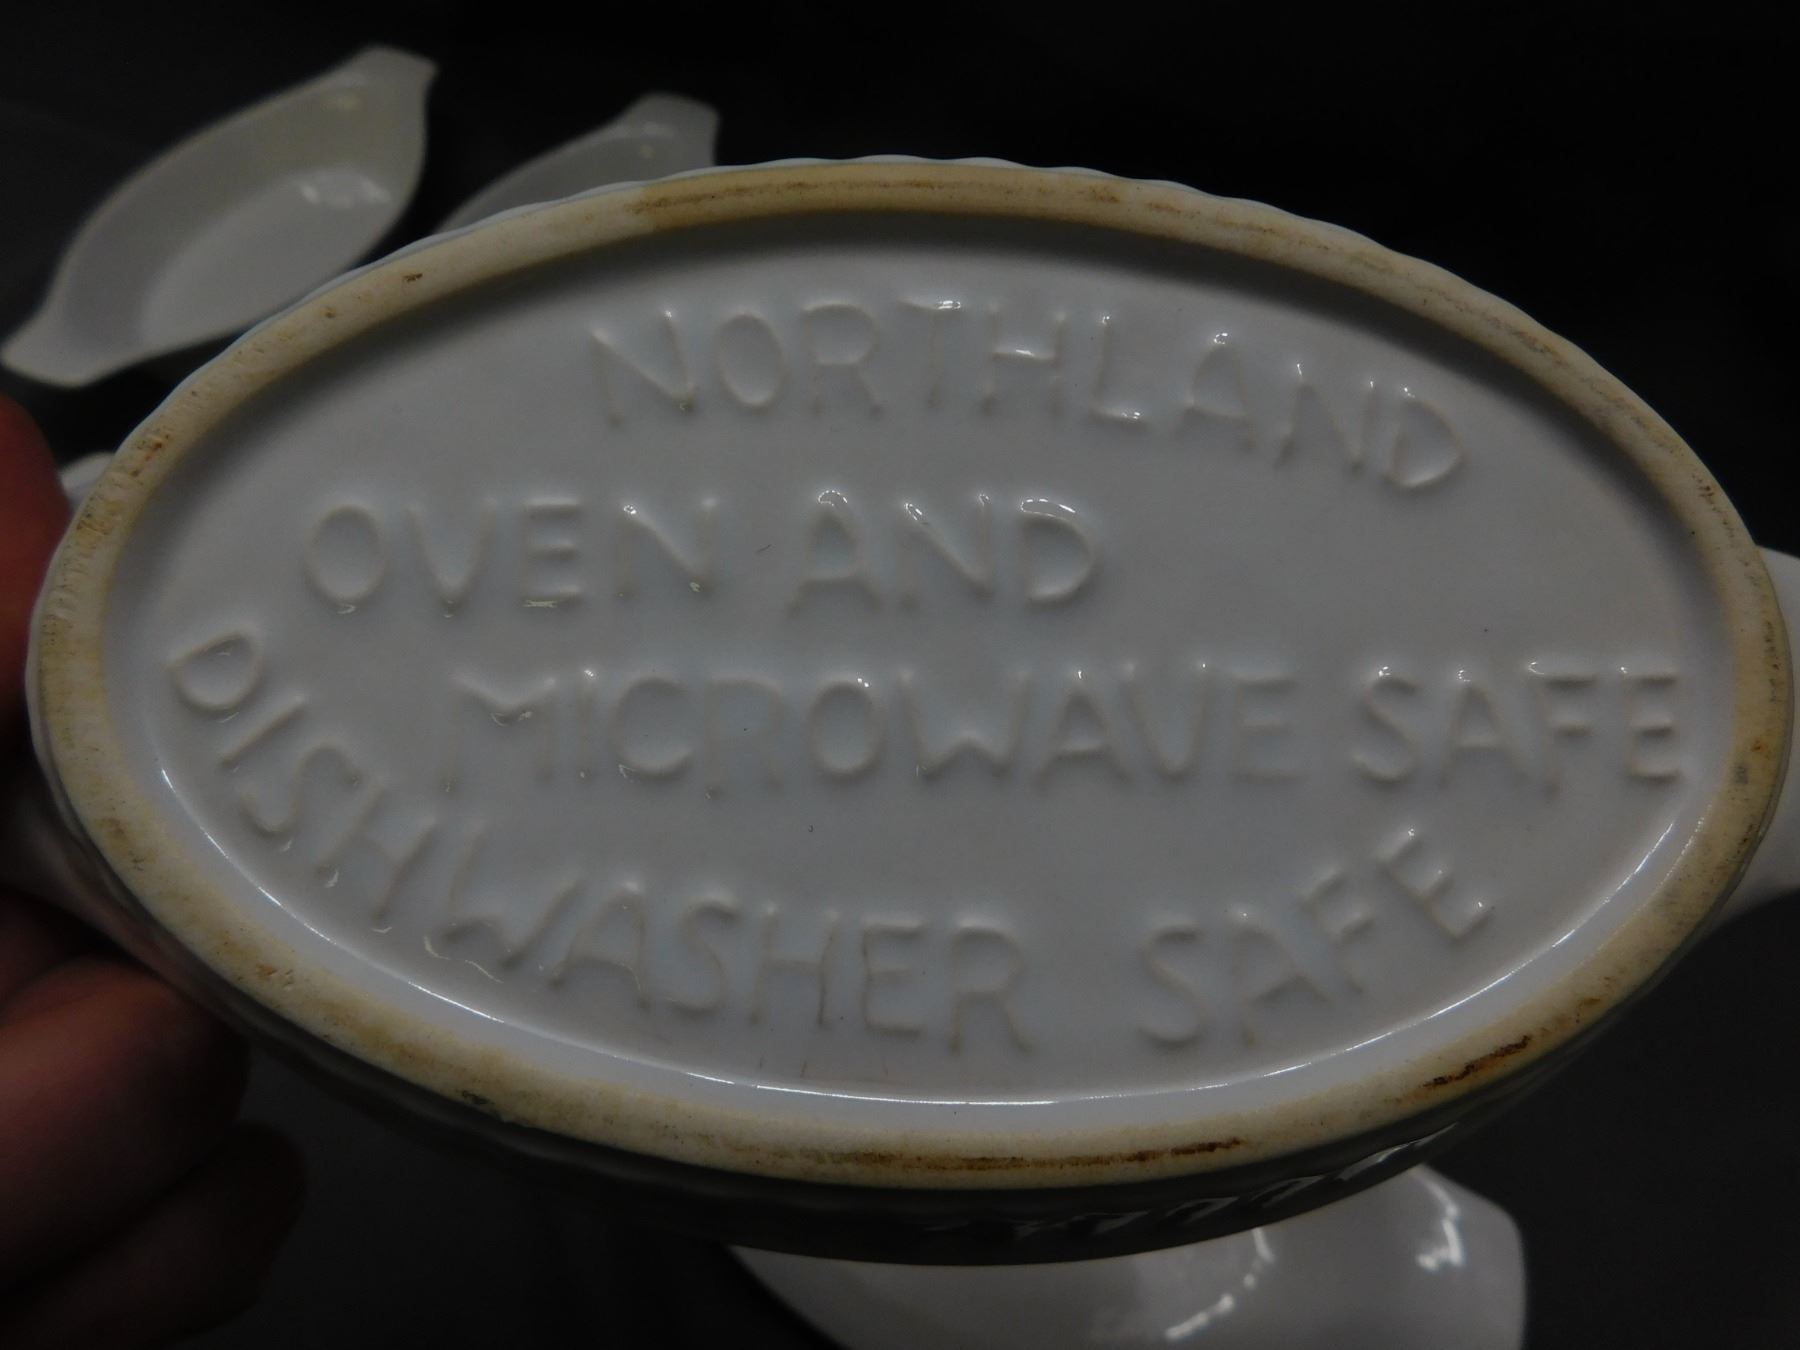 NORTHLAND
OVEN AND
MICROWAVE SAFE
DISHWASHER SAFE